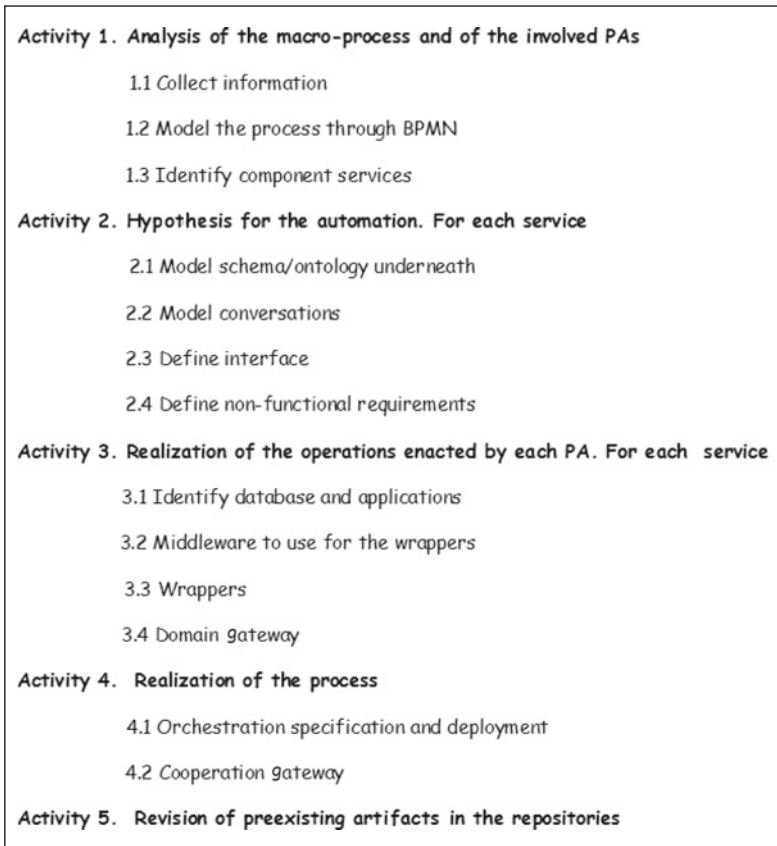 Activity 1. Analysis of the macro-process and of the involved PAs
1.1 Collect information
1.2 Model the process through BPMN
1.3 Identify component services
Activity 2. Hypothesis for the automation. For each service
2.1 Model schema/ontology underneath
2.2 Model conversations
2.3 Define interface
2.4 Define non-functional requirements
Activity 3. Realization of the operations enacted by each PA. For each service
3.1 Identify database and applications
3.2 Middleware to use for the wrappers
3.3 Wrappers
3.4 Domain gateway
Activity 4. Realization of the process
4.1 Orchestration specification and deployment
4.2 Cooperation gateway
Activity 5. Revision of preexisting artifacts in the repositories